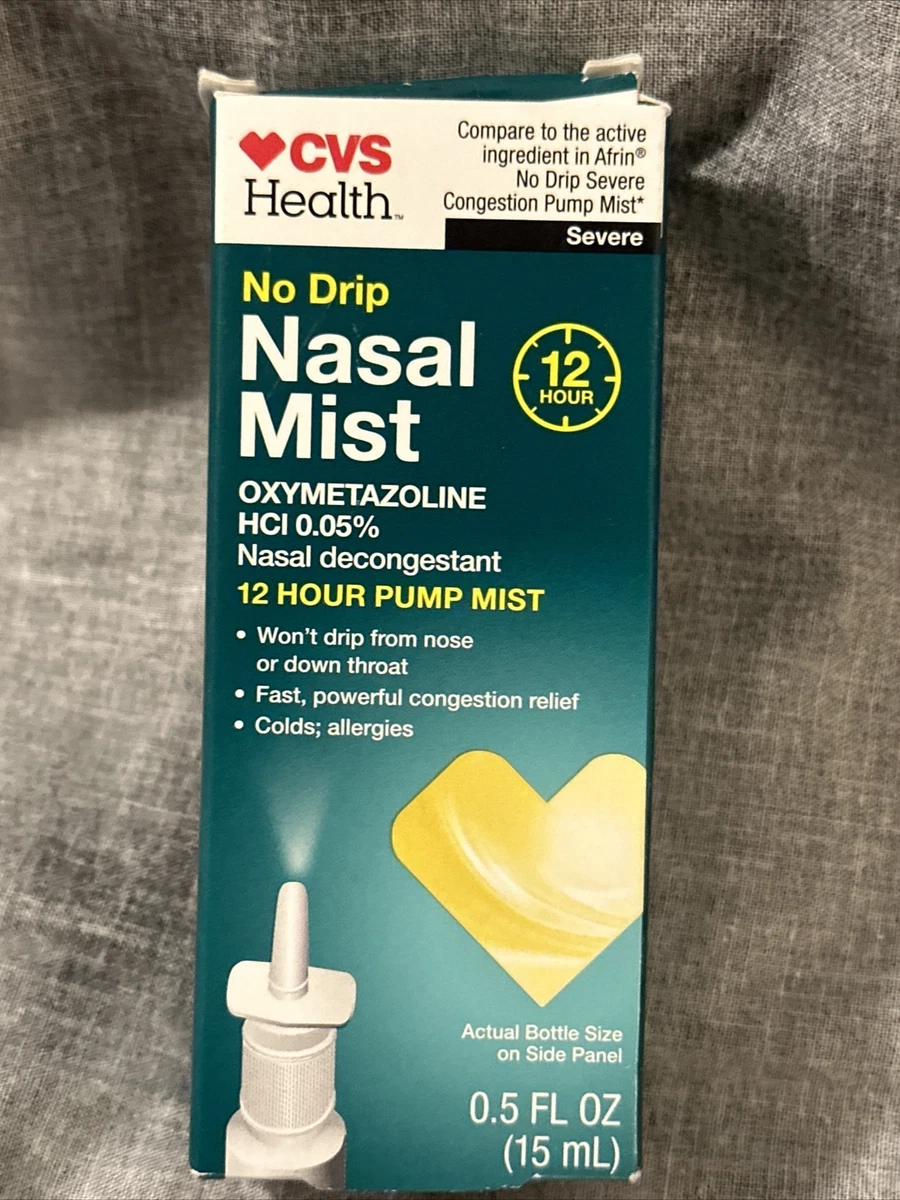 CVS
Health™
Compare to the active
ingredient in Afrin®
No Drip Severe
Congestion Pump Mist*
Severe
No Drip
Nasal
Mist
12
HOUR
OXYMETAZOLINE
HCl 0.05%
Nasal decongestant
12 HOUR PUMP MIST
• Won't drip from nose
or down throat
• Fast, powerful congestion relief
• Colds; allergies
Actual Bottle Size
on Side Panel
0.5 FL OZ
(15 mL)